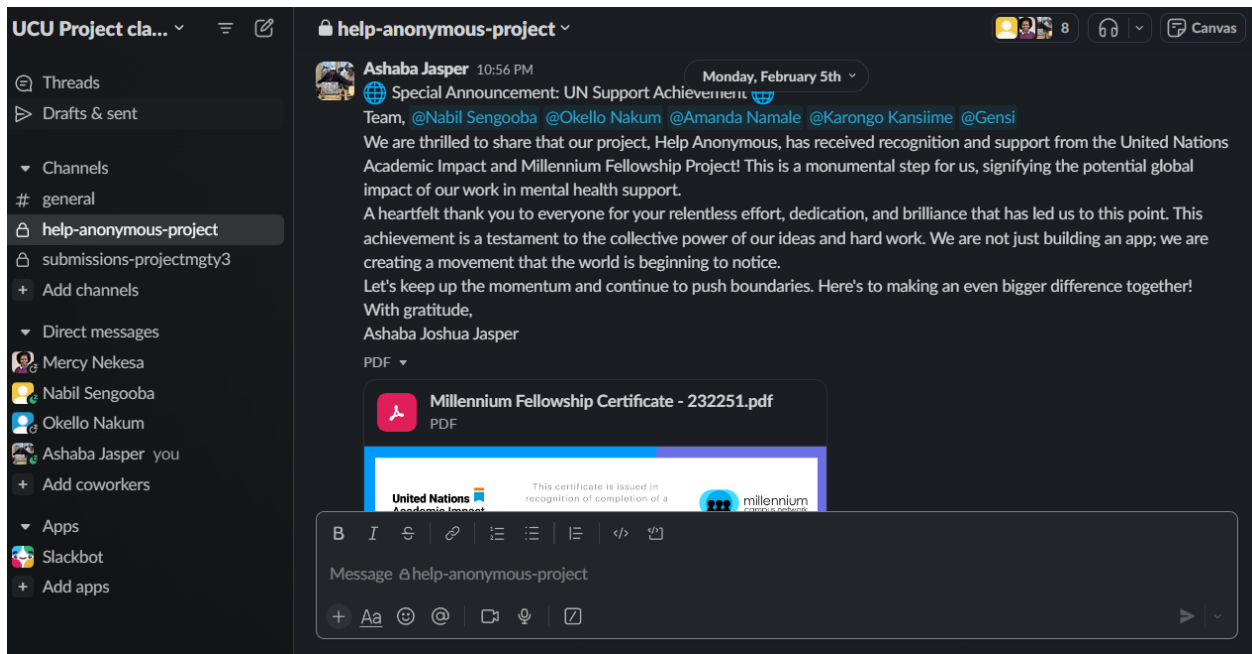 UCU Project cla...
help-anonymous-project
8
Canvas
Threads
Drafts & sent
Channels
# general
help-anonymous-project
submissions-projectmgty3
+ Add channels
Direct messages
Mercy Nekesa
Nabil Sengooba
Okello Nakum
Ashaba Jasper you
+ Add coworkers
Apps
Slackbot
+ Add apps
Monday, February 5th
Ashaba Jasper 10:56 PM
🌐 Special Announcement: UN Support Achievement 🌐
Team, @Nabil Sengooba @Okello Nakum @Amanda Namale @Karongo Kansiime @Gensi
We are thrilled to share that our project, Help Anonymous, has received recognition and support from the United Nations
Academic Impact and Millennium Fellowship Project! This is a monumental step for us, signifying the potential global
impact of our work in mental health support.
A heartfelt thank you to everyone for your relentless effort, dedication, and brilliance that has led us to this point. This
achievement is a testament to the collective power of our ideas and hard work. We are not just building an app; we are
creating a movement that the world is beginning to notice.
Let's keep up the momentum and continue to push boundaries. Here's to making an even bigger difference together!
With gratitude,
Ashaba Joshua Jasper
PDF
Millennium Fellowship Certificate - 232251.pdf
PDF
United Nations
Academic Impact
This certificate is issued in
recognition of completion of a
millennium
campus network
B I S
Message help-anonymous-project
+ Aa @